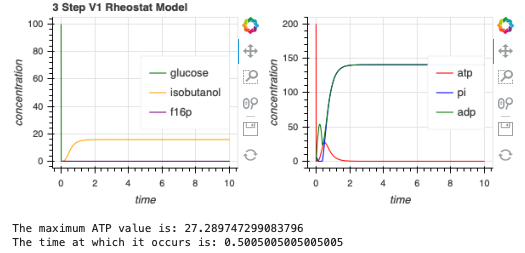 3 Step V1 Rheostat Model
concentration
100
80
60
40
20
0
glucose
isobutanol
f16p
0 2 4 6 8 10
time
concentration
200
150
100
50
0
atp
pi
adp
0 2 4 6 8 10
time
The maximum ATP value is: 27.289747299083796
The time at which it occurs is: 0.5005005005005005